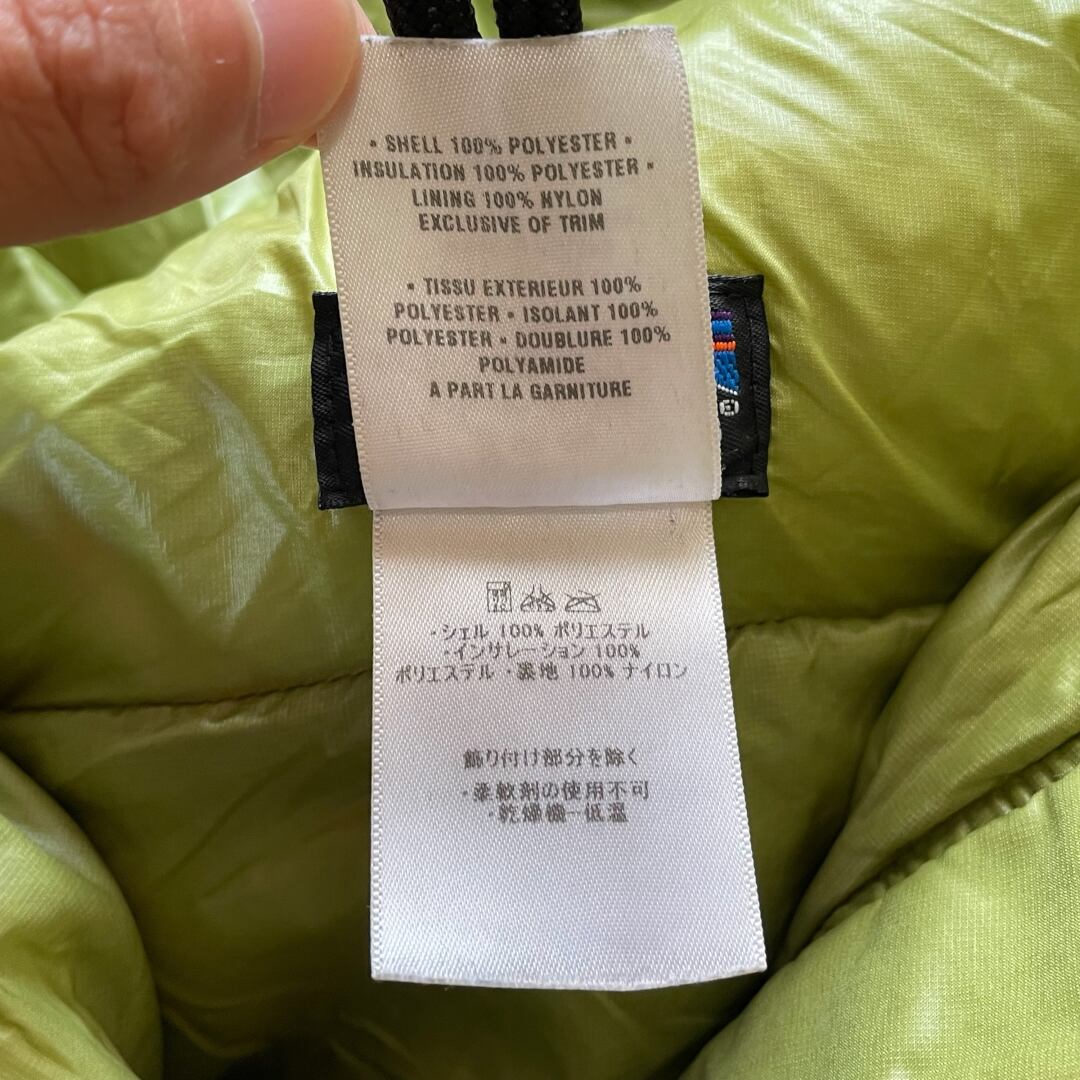 • SHELL 100% POLYESTER •
INSULATION 100% POLYESTER •
LINING 100% NYLON
EXCLUSIVE OF TRIM
• TISSU EXTERIEUR 100%
POLYESTER • ISOLANT 100%
POLYESTER • DOUBLURE 100%
POLYAMIDE
A PART LA GARNITURE
・シェル 100% ポリエステル
・インサレーション 100%
ポリエステル ・裏地 100% ナイロン
飾り付け部分を除く
・柔軟剤の使用不可
・乾燥機−低温